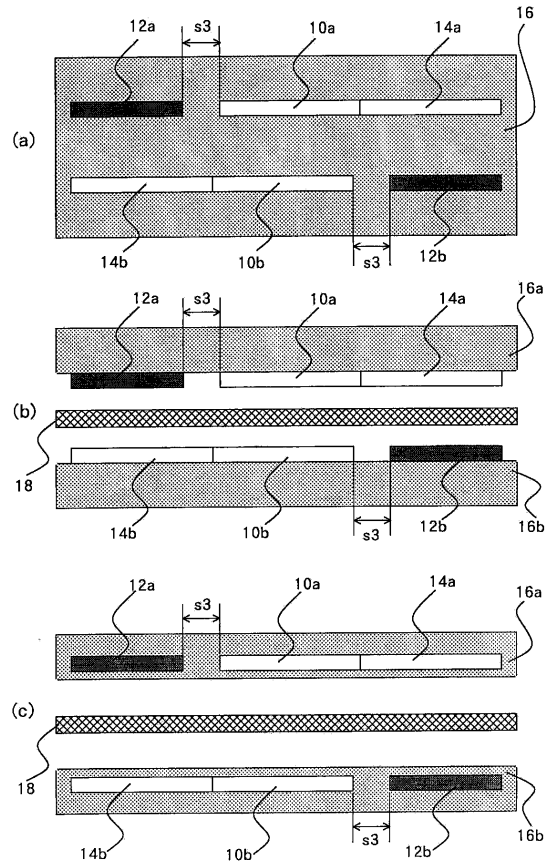 12a s3 10a 14a 16
(a)
14b 10b s3 12b
12a s3 10a 14a 16a
(b)
18 14b 10b s3 12b 16b
12a s3 10a 14a 16a
(c)
18 14b 10b s3 12b 16b